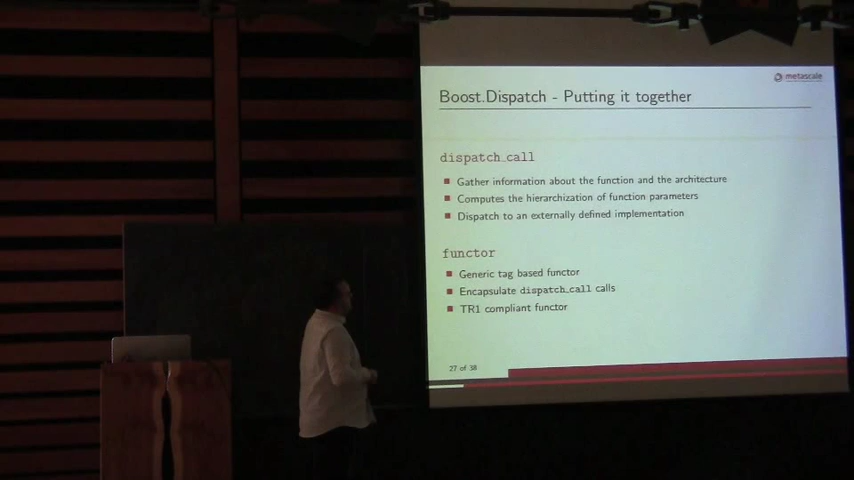 metascale
Boost.Dispatch - Putting it together
dispatch_call
Gather information about the function and the architecture
Computes the hierarchization of function parameters
Dispatch to an externally defined implementation
functor
Generic tag based functor
Encapsulate dispatch_call calls
TR1 compliant functor
27 of 38